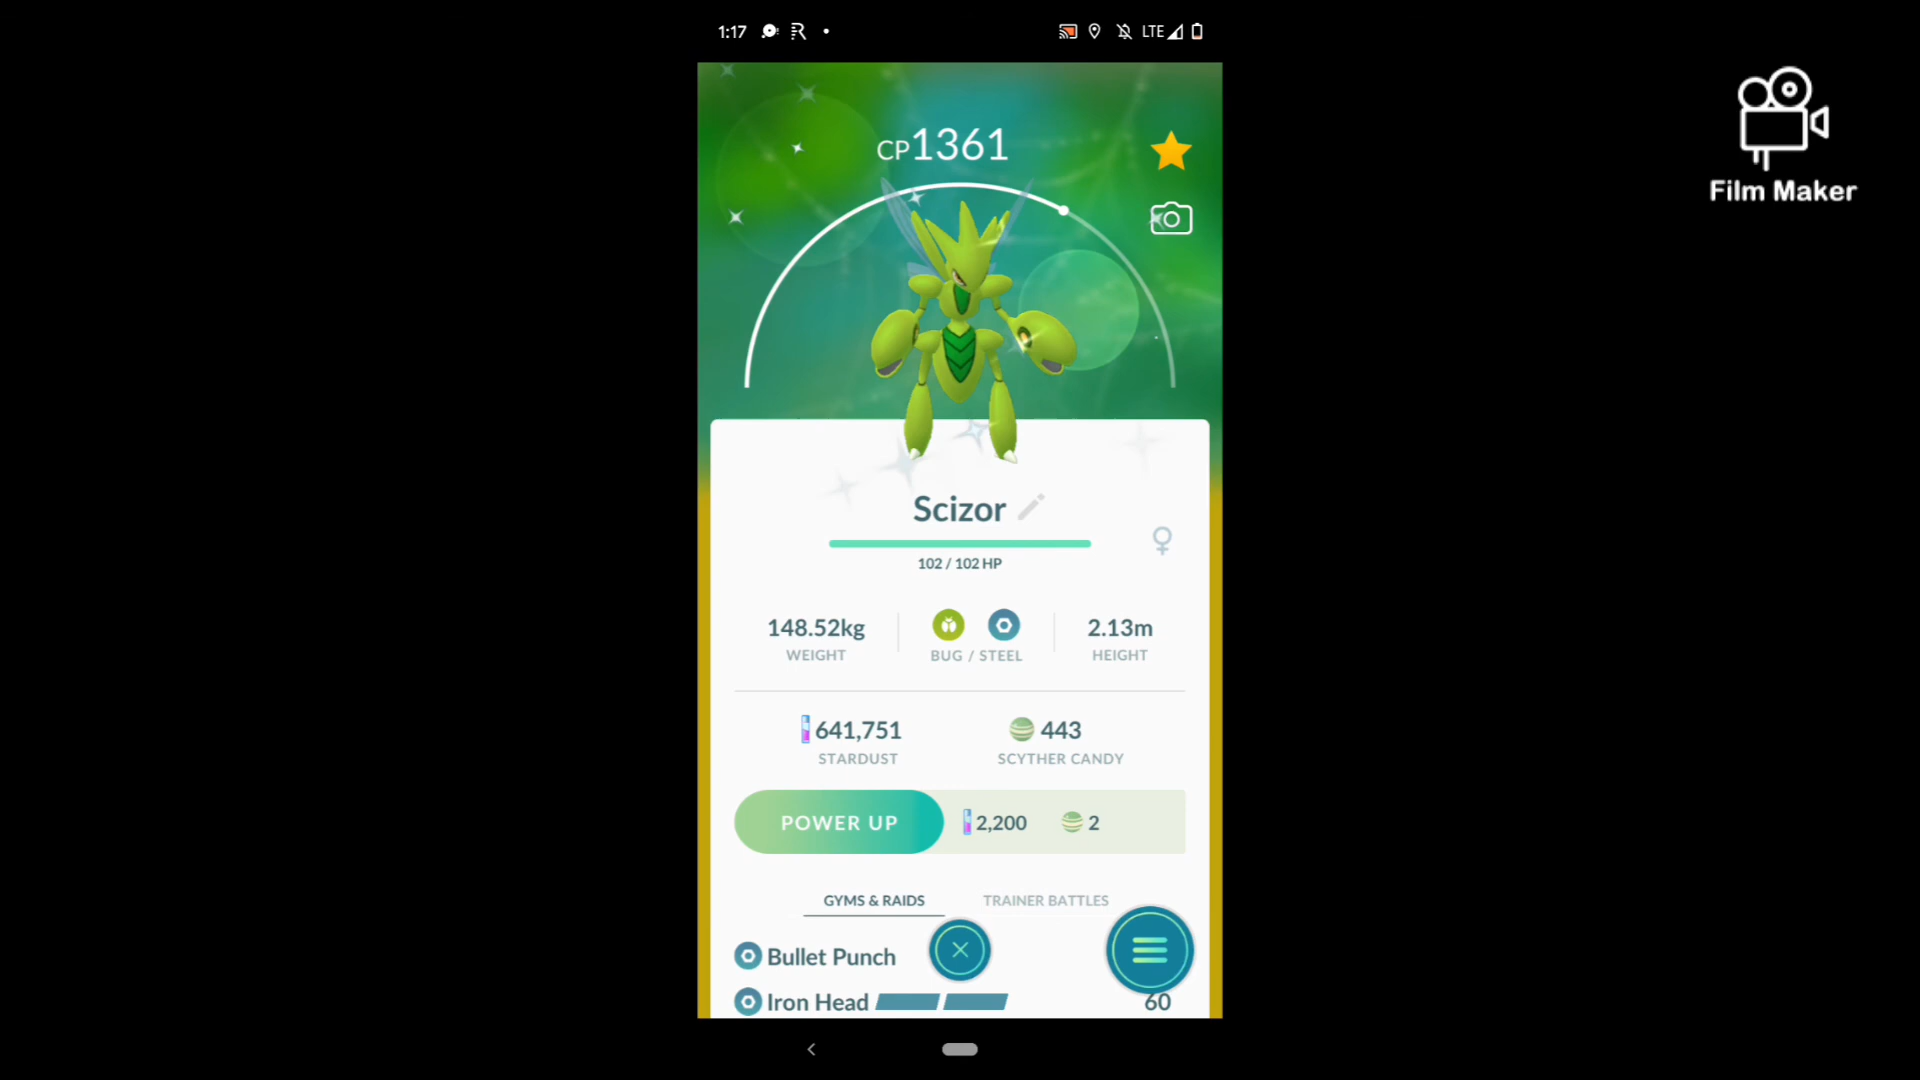 1:17
LTE
CP1361
Film Maker
Scizor
102 / 102 HP
148.52kg
WEIGHT
BUG / STEEL
2.13m
HEIGHT
641,751
STARDUST
443
SCYTHER CANDY
POWER UP
2,200
2
GYMS & RAIDS
TRAINER BATTLES
Bullet Punch
Iron Head
60